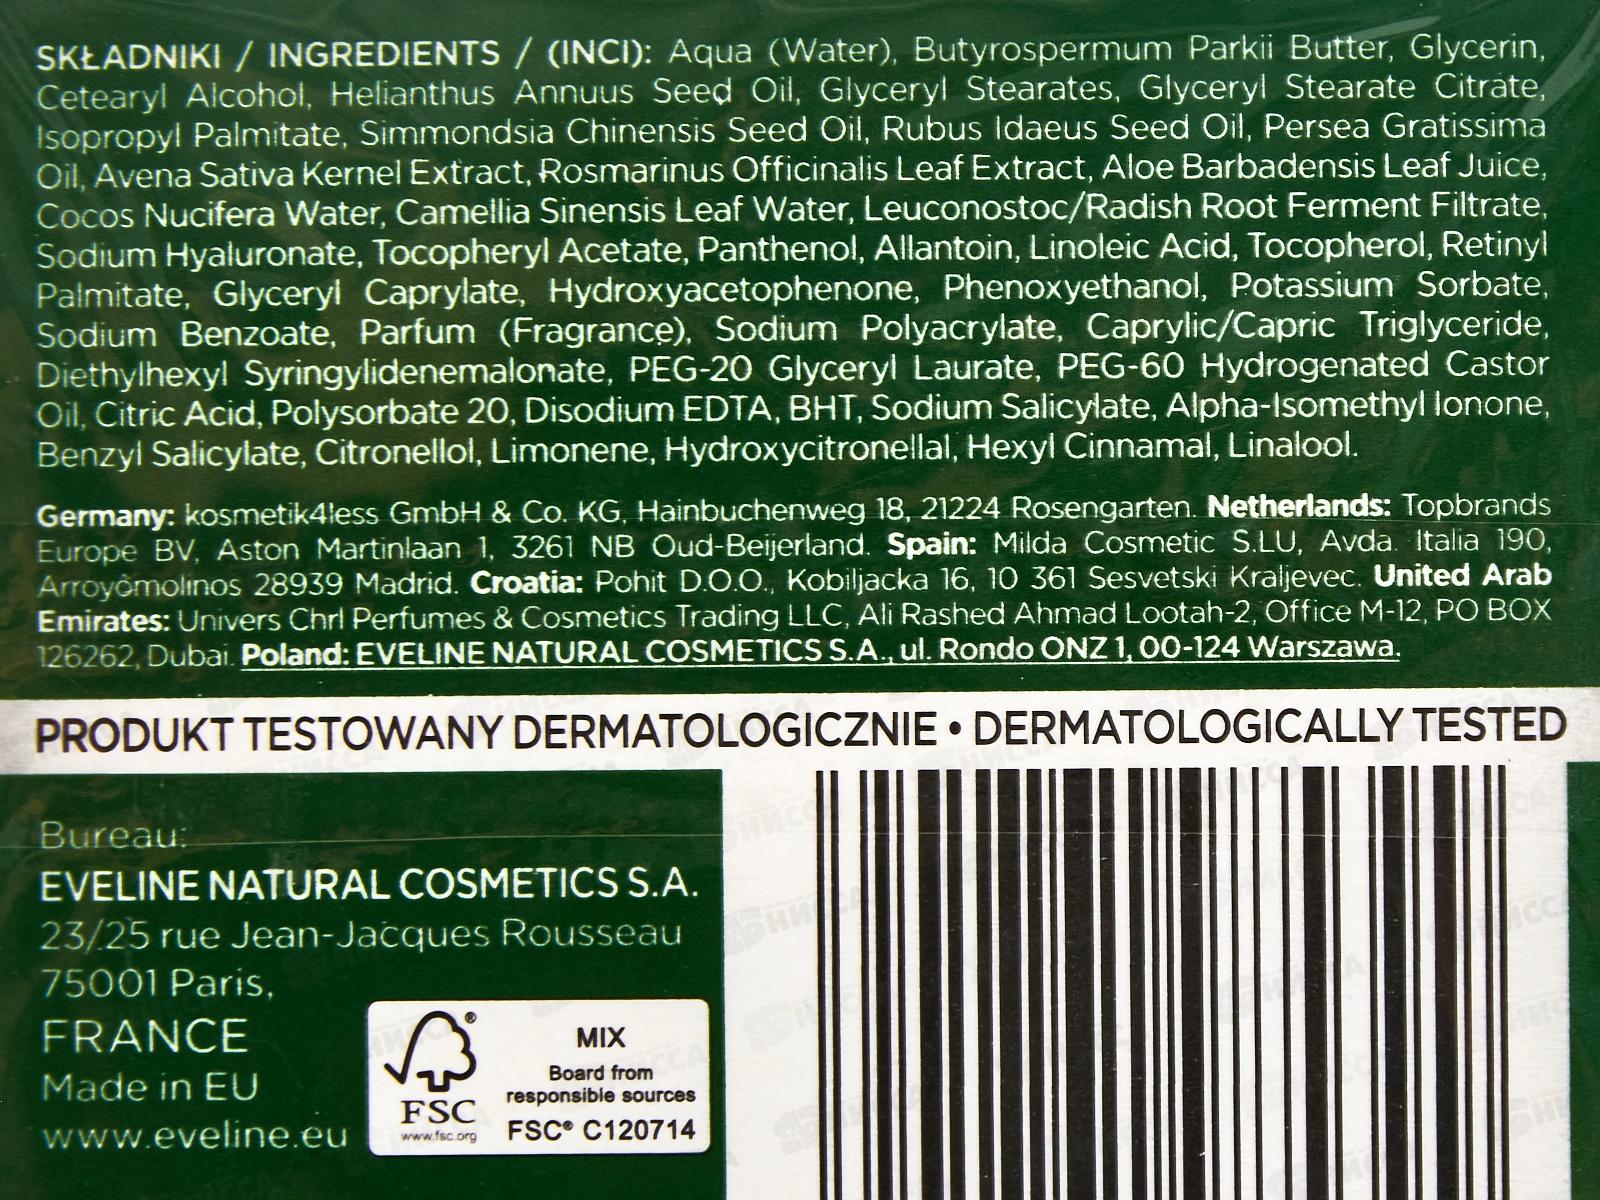 SKŁADNIKI / INGREDIENTS / (INCI): Aqua (Water), Butyrospermum Parkii Butter, Glycerin,
Cetearyl Alcohol, Helianthus Annuus Seed Oil, Glyceryl Stearates, Glyceryl Stearate Citrate,
Isopropyl Palmitate, Simmondsia Chinensis Seed Oil, Rubus Idaeus Seed Oil, Persea Gratissima
Oil, Avena Sativa Kernel Extract, Rosmarinus Officinalis Leaf Extract, Aloe Barbadensis Leaf Juice,
Cocos Nucifera Water, Camellia Sinensis Leaf Water, Leuconostoc/Radish Root Ferment Filtrate,
Sodium Hyaluronate, Tocopheryl Acetate, Panthenol, Allantoin, Linoleic Acid, Tocopherol, Retinyl
Palmitate, Glyceryl Caprylate, Hydroxyacetophenone, Phenoxyethanol, Potassium Sorbate,
Sodium Benzoate, Parfum (Fragrance), Sodium Polyacrylate, Caprylic/Capric Triglyceride,
Diethylhexyl Syringylidenemalonate, PEG-20 Glyceryl Laurate, PEG-60 Hydrogenated Castor
Oil, Citric Acid, Polysorbate 20, Disodium EDTA, BHT, Sodium Salicylate, Alpha-Isomethyl Ionone,
Benzyl Salicylate, Citronellol, Limonene, Hydroxycitronellal, Hexyl Cinnamal, Linalool.
Germany: kosmetik4less GmbH & Co. KG, Hainbuchenweg 18, 21224 Rosengarten. Netherlands: Topbrands
Europe BV, Aston Martinlaan 1, 3261 NB Oud-Beijerland. Spain: Milda Cosmetic S.LU, Avda. Italia 190,
Arroyomolinos 28939 Madrid. Croatia: Pohit D.O.O., Kobiljacka 16, 10 361 Sesvetski Kraljevec. United Arab
Emirates: Univers Chrl Perfumes & Cosmetics Trading LLC, Ali Rashed Ahmad Lootah-2, Office M-12, PO BOX
126262, Dubai. Poland: EVELINE NATURAL COSMETICS S.A., ul. Rondo ONZ 1, 00-124 Warszawa.
PRODUKT TESTOWANY DERMATOLOGICZNIE • DERMATOLOGICALLY TESTED
Bureau:
EVELINE NATURAL COSMETICS S.A.
23/25 rue Jean-Jacques Rousseau
75001 Paris,
FRANCE
Made in EU
www.eveline.eu
FSC
www.fsc.org
MIX
Board from
responsible sources
FSC® C120714